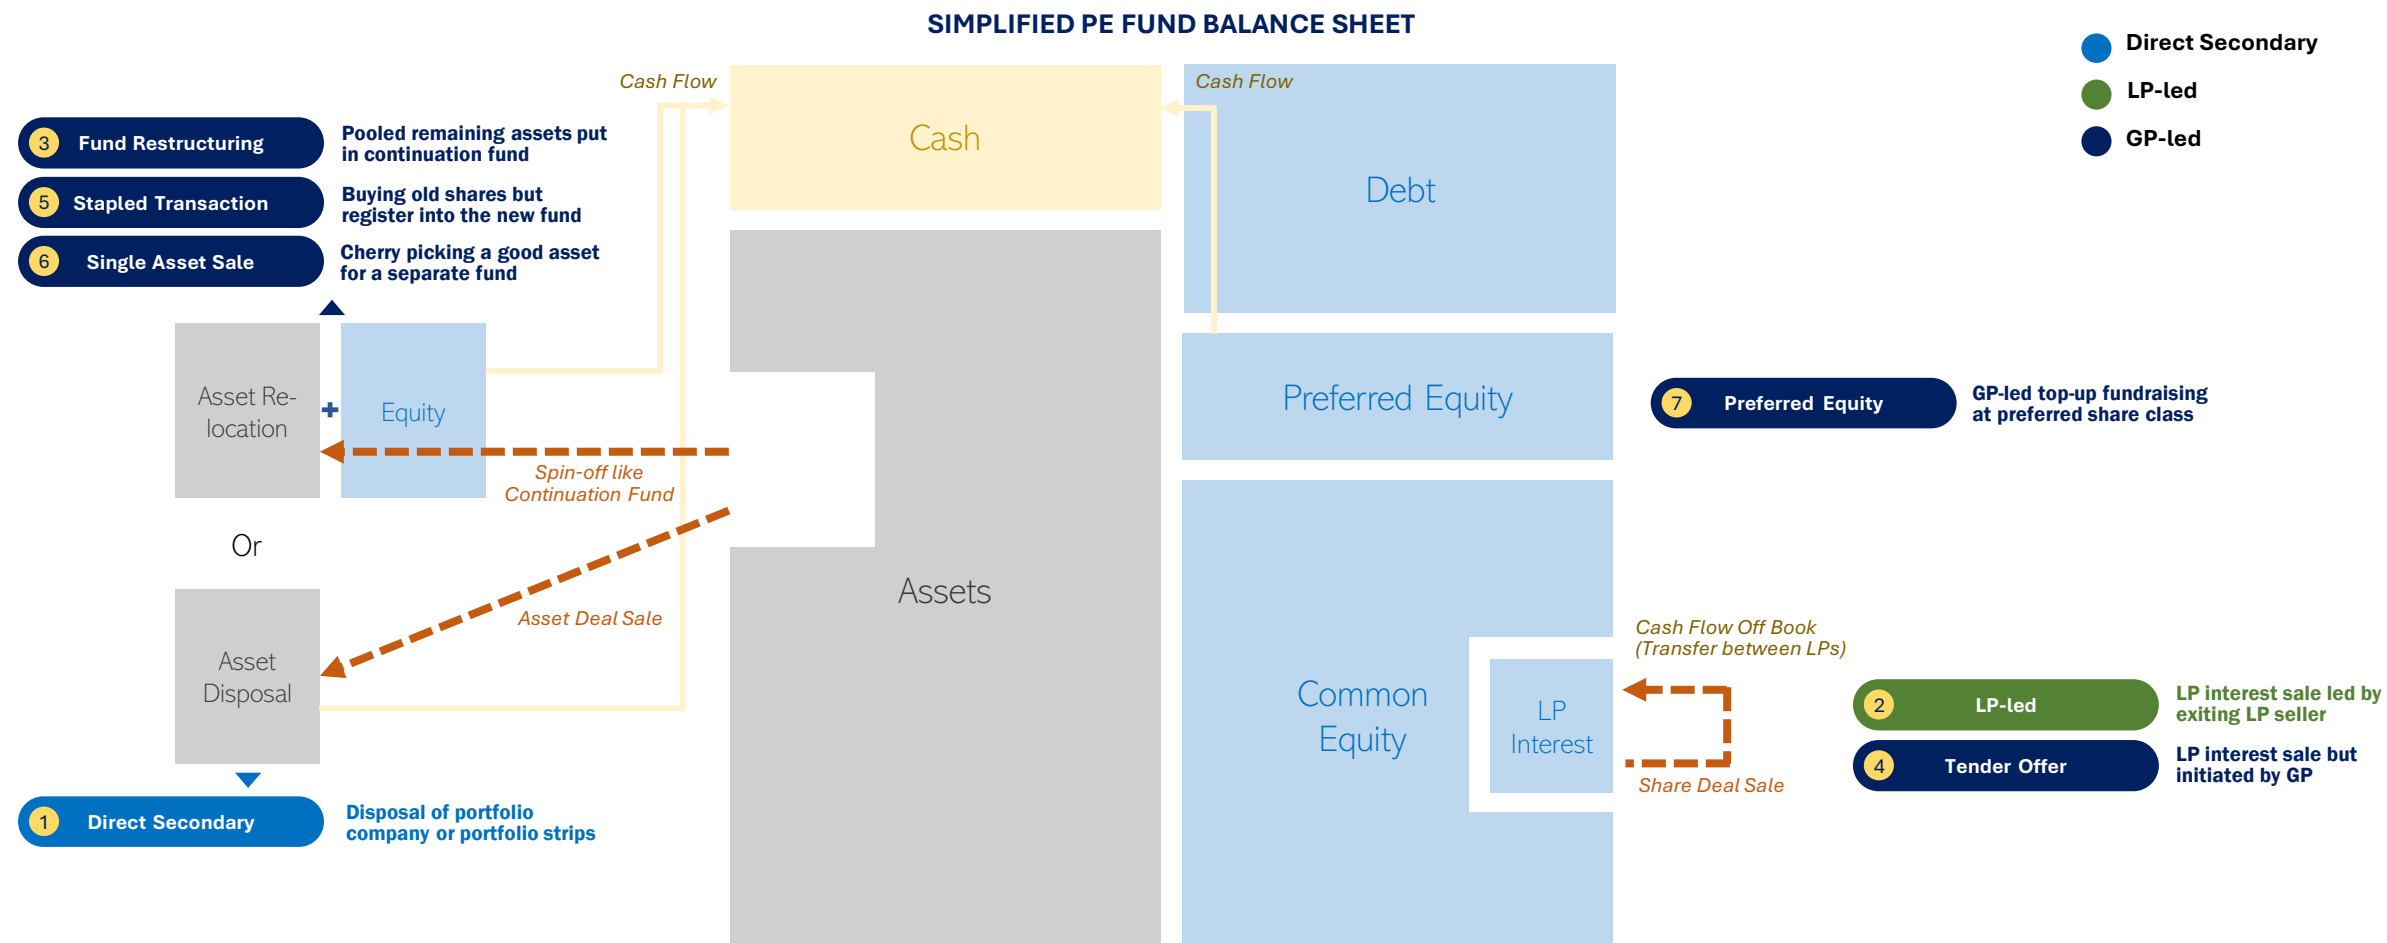 SIMPLIFIED PE FUND BALANCE SHEET
Direct Secondary
LP-led
GP-led
Cash Flow
Cash Flow
Cash
Debt
3 Fund Restructuring
Pooled remaining assets put
in continuation fund
5 Stapled Transaction
Buying old shares but
register into the new fund
6 Single Asset Sale
Cherry picking a good asset
for a separate fund
Asset Re-
location
+
Equity
Spin-off like
Continuation Fund
Or
Asset Deal Sale
Asset
Disposal
1 Direct Secondary
Disposal of portfolio
company or portfolio strips
Assets
Preferred Equity
7 Preferred Equity
GP-led top-up fundraising
at preferred share class
Common
Equity
LP
Interest
Cash Flow Off Book
(Transfer between LPs)
Share Deal Sale
2 LP-led
LP interest sale led by
exiting LP seller
4 Tender Offer
LP interest sale but
initiated by GP